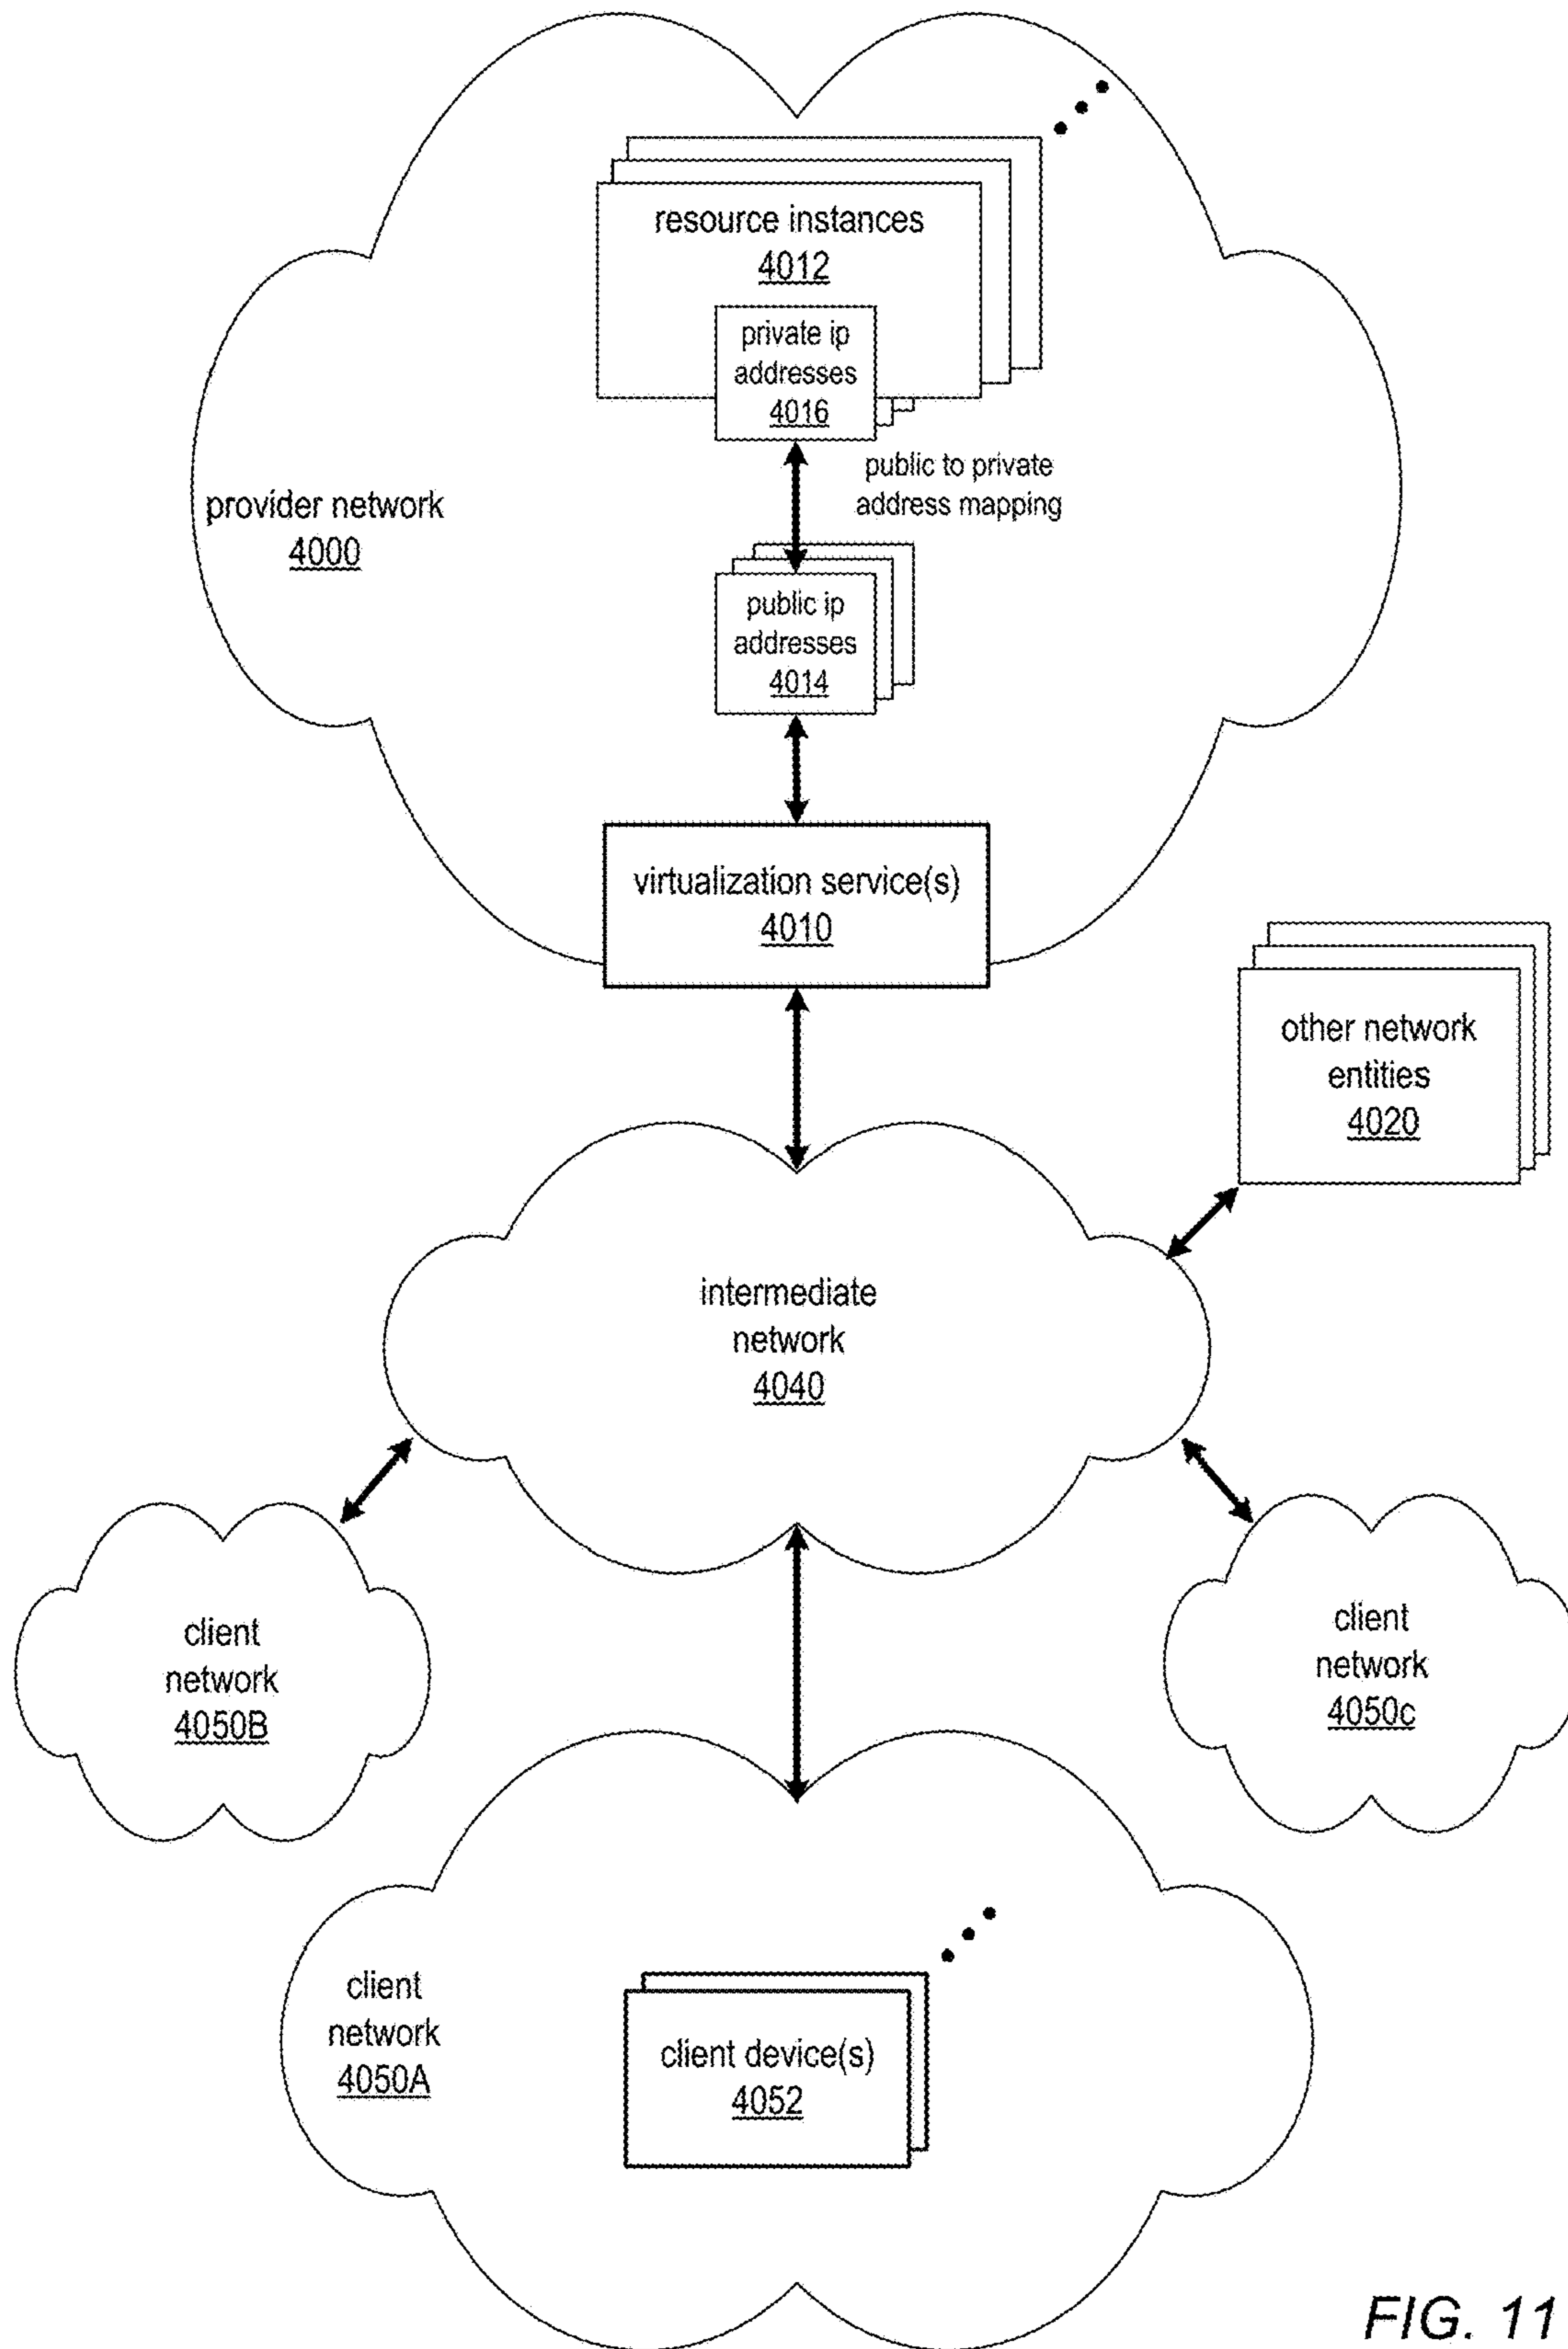 resource instances
4012
private ip
addresses
4016
public to private
address mapping
provider network
4000
public ip
addresses
4014
virtualization service(s)
4010
other network
entities
4020
intermediate
network
4040
client
network
4050B
client
network
4050c
client
network
4050A
client device(s)
4052
FIG. 11